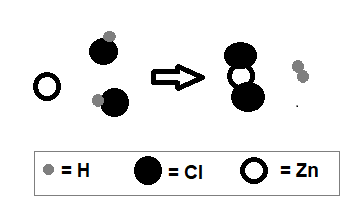 = H = Cl = Zn